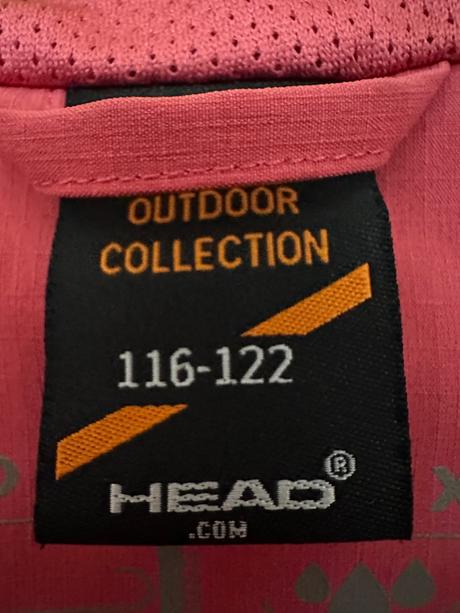 OUTDOOR
COLLECTION
116-122
HEAD®
.COM